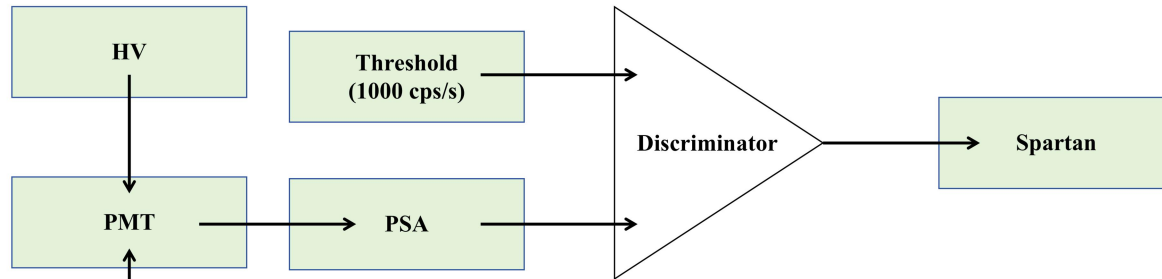 HV
Threshold
(1000 cps/s)
Discriminator
Spartan
PMT
PSA